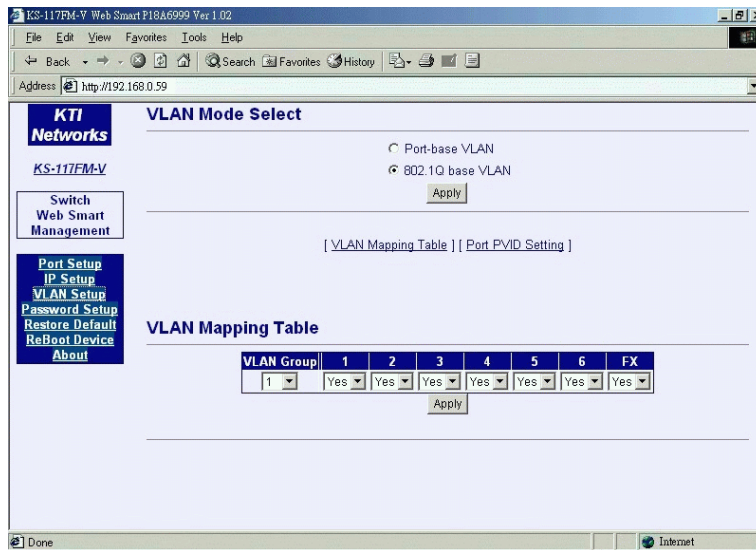 KS-117FM-V Web Smart P18A6999 Ver 1.02
File Edit View Favorites Tools Help
Back Search Favorites History
Address http://192.168.0.59
KTI
Networks
KS-117FM-V
Switch
Web Smart
Management
Port Setup
IP Setup
VLAN Setup
Password Setup
Restore Default
ReBoot Device
About
VLAN Mode Select
Port-base VLAN
802.1Q base VLAN
Apply
[ VLAN Mapping Table ] [ Port PVID Setting ]
VLAN Mapping Table
VLAN Group 1 2 3 4 5 6 FX
1 Yes Yes Yes Yes Yes Yes Yes
Apply
Done Internet